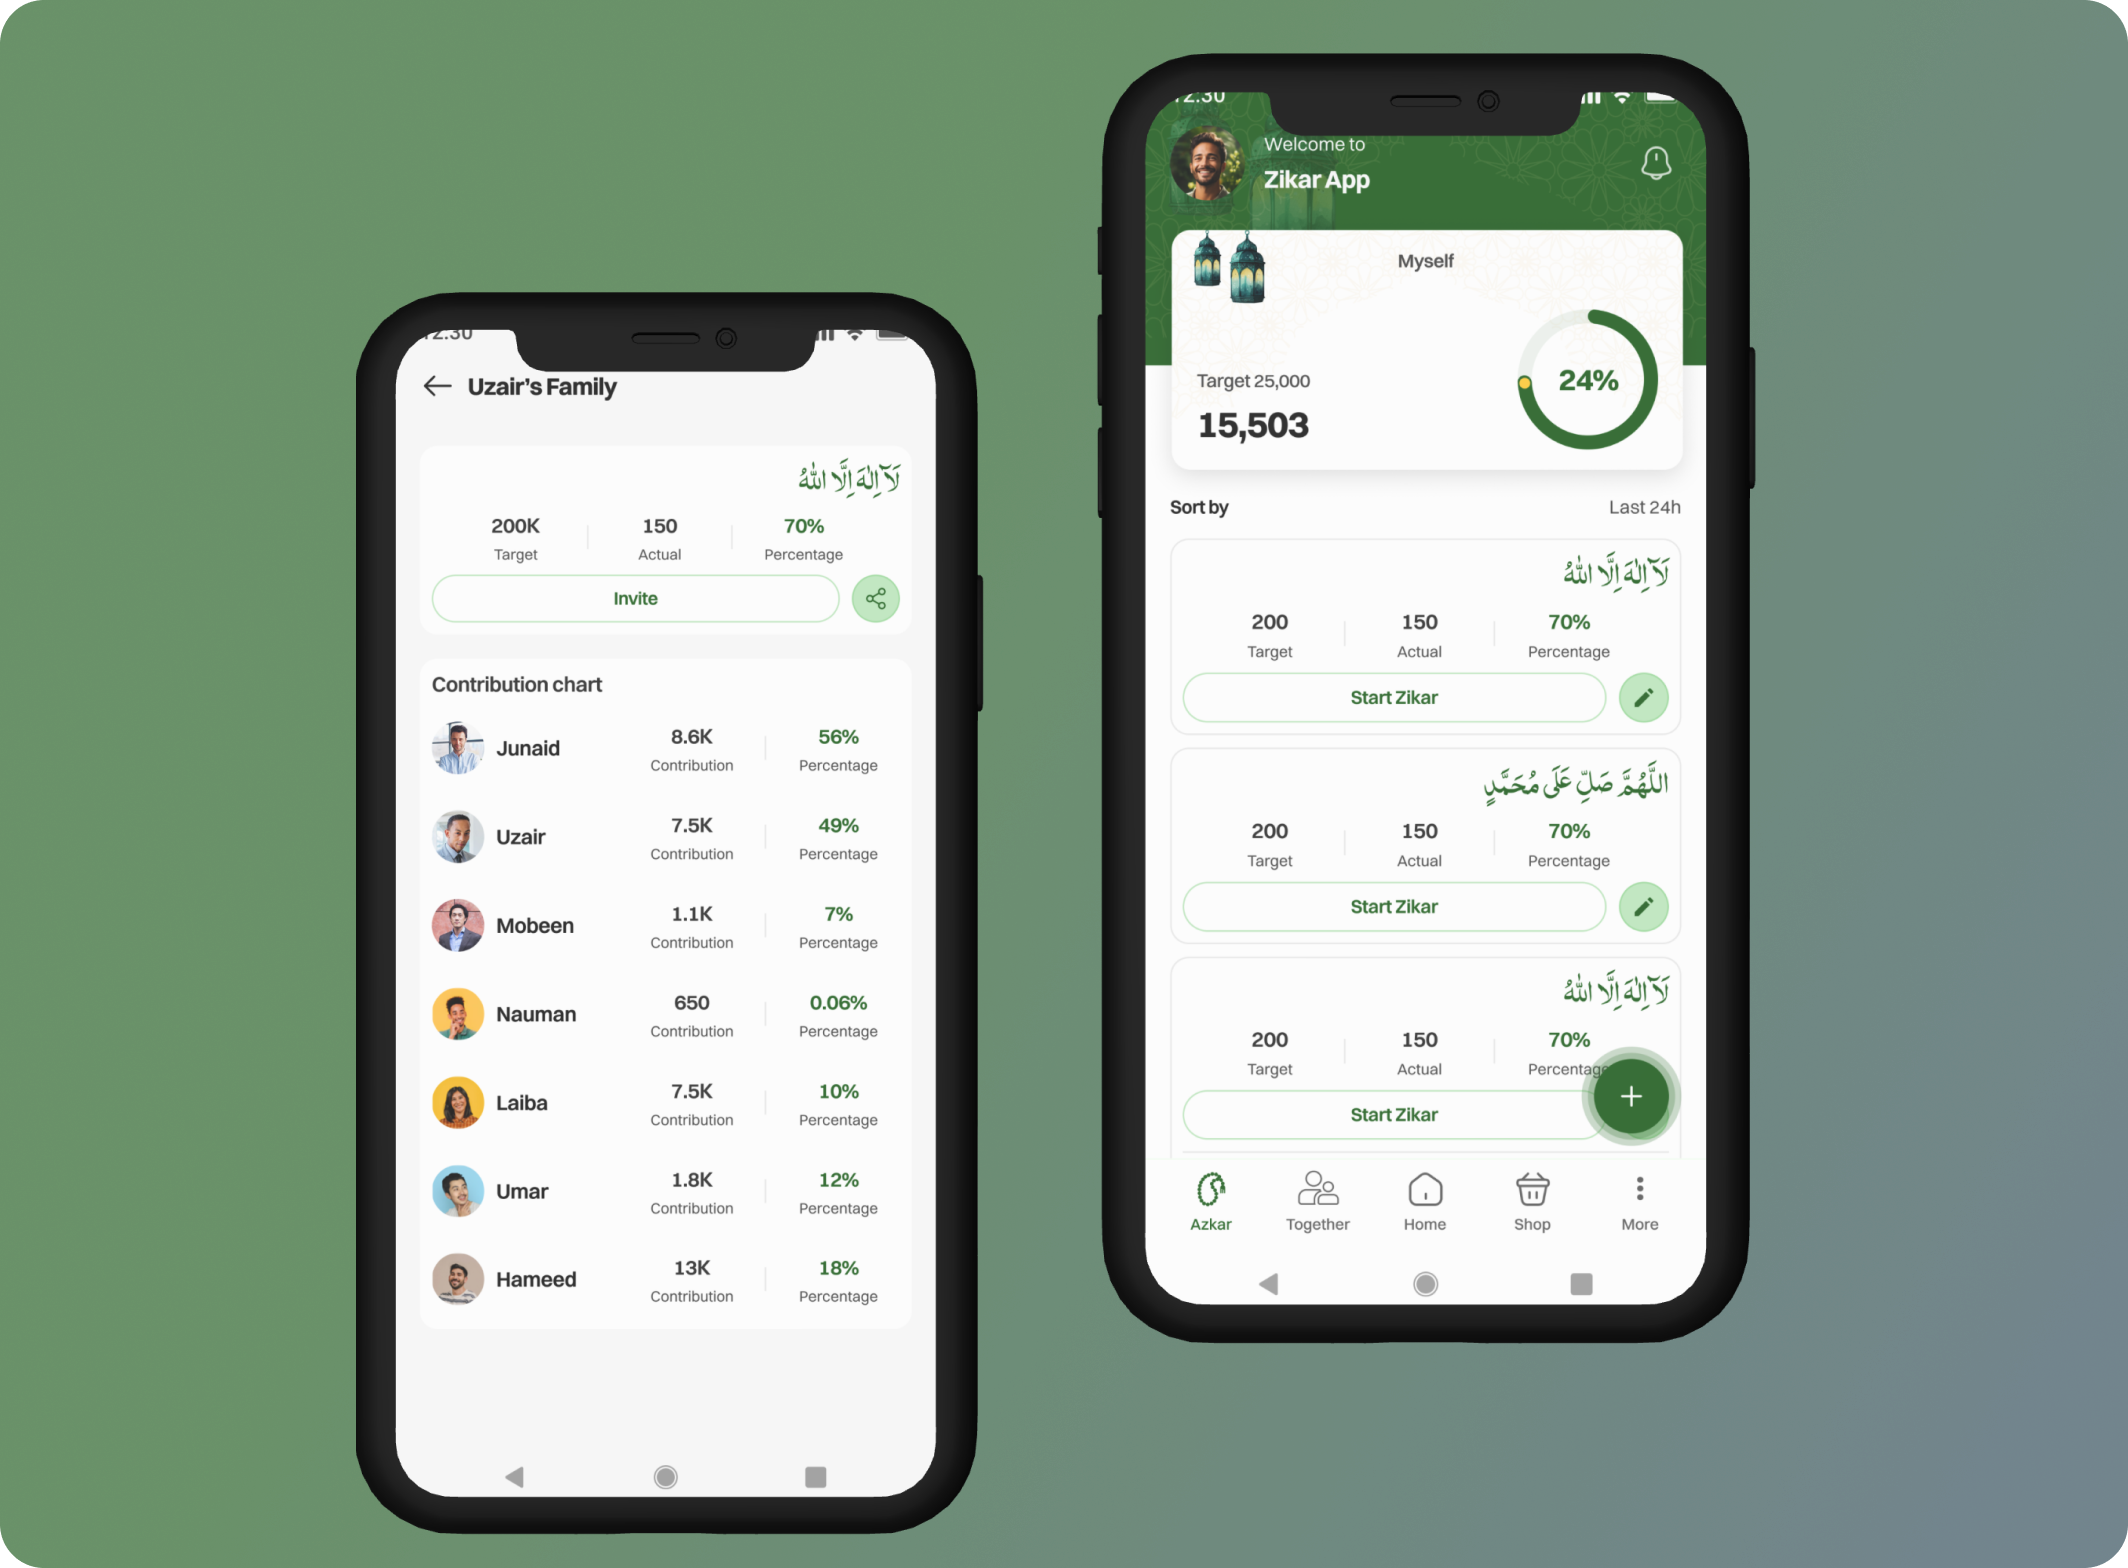 12:30
Uzair's Family
لَآ اِلٰهَ اِلَّا اللهُ
200K 150 70%
Target Actual Percentage
Invite
Contribution chart
Junaid 8.6K 56%
Contribution Percentage
Uzair 7.5K 49%
Contribution Percentage
Mobeen 1.1K 7%
Contribution Percentage
Nauman 650 0.06%
Contribution Percentage
Laiba 7.5K 10%
Contribution Percentage
Umar 1.8K 12%
Contribution Percentage
Hameed 13K 18%
Contribution Percentage
12:30
Welcome to
Zikar App
Myself
Target 25,000
15,503
24%
Sort by Last 24h
لَآ اِلٰهَ اِلَّا اللهُ
200 150 70%
Target Actual Percentage
Start Zikar
اللَّهُمَّ صَلِّ عَلَى مُحَمَّدٍ
200 150 70%
Target Actual Percentage
Start Zikar
لَآ اِلٰهَ اِلَّا اللهُ
200 150 70%
Target Actual Percentage
Start Zikar
Azkar Together Home Shop More